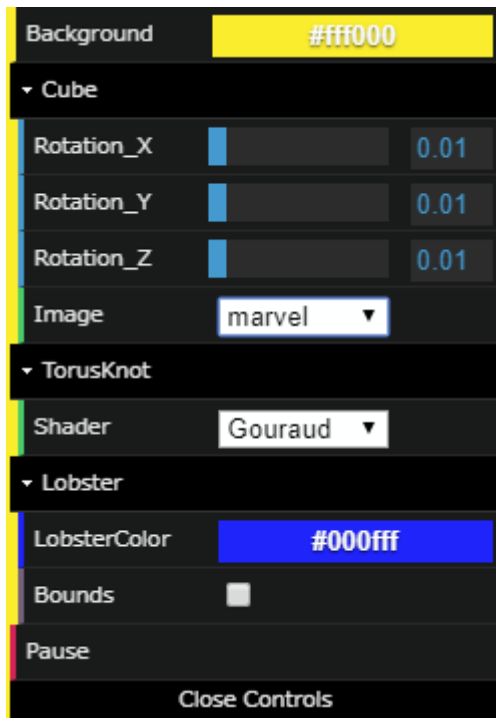 Background #fff000
Cube
Rotation_X 0.01
Rotation_Y 0.01
Rotation_Z 0.01
Image marvel
TorusKnot
Shader Gouraud
Lobster
LobsterColor #000fff
Bounds
Pause
Close Controls